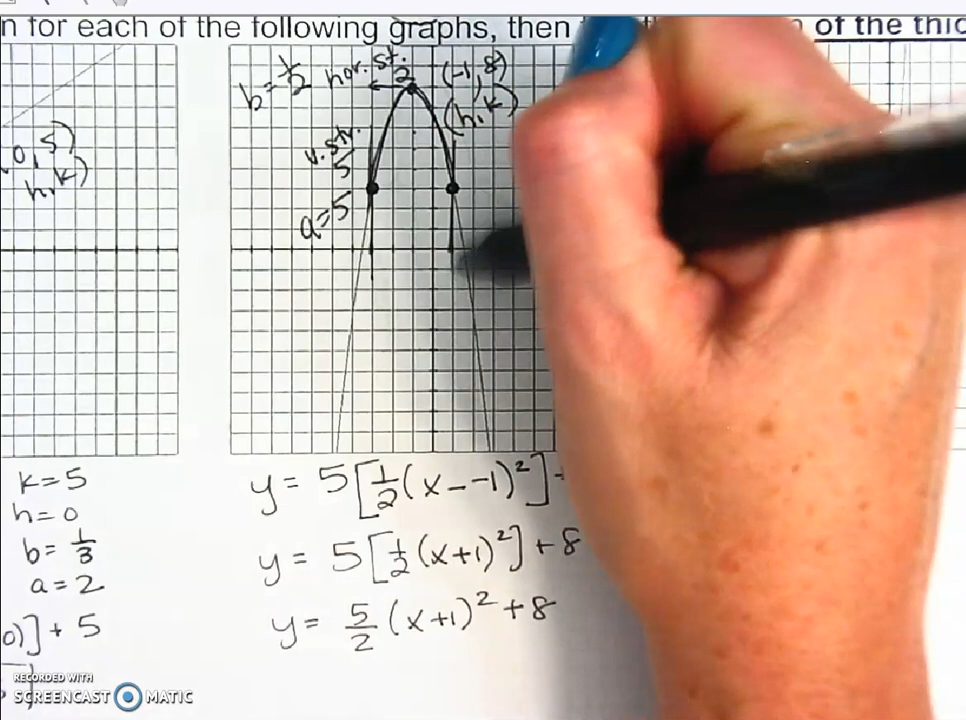 n for each of the following graphs, then
of the thic
b = 1/2
hor. st. 2
(-1, 8)
(h, k)
v. str. 5
a = 5
0, 5)
h, k)
k = 5
h = 0
b = 1/3
a = 2
0)] + 5
y = 5[1/2(x - -1)²] +
y = 5[1/2(x+1)²] + 8
y = 5/2 (x+1)² + 8
RECORDED WITH
SCREENCAST MATIC